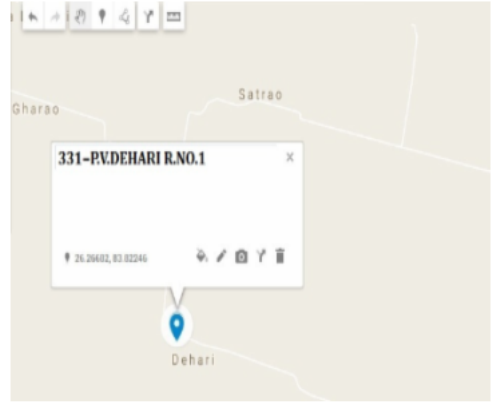 Satrao
Gharao
331-P.V.DEHARI R.NO.1
26.26602, 83.02246
Dehari